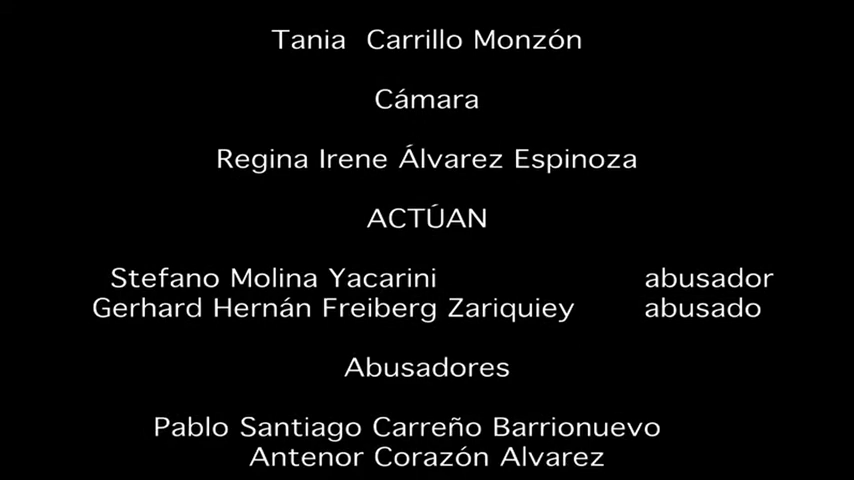 Tania Carrillo Monzón
Cámara
Regina Irene Álvarez Espinoza
ACTÚAN
Stefano Molina Yacarini abusador
Gerhard Hernán Freiberg Zariquiey abusado
Abusadores
Pablo Santiago Carreño Barrionuevo
Antenor Corazón Alvarez